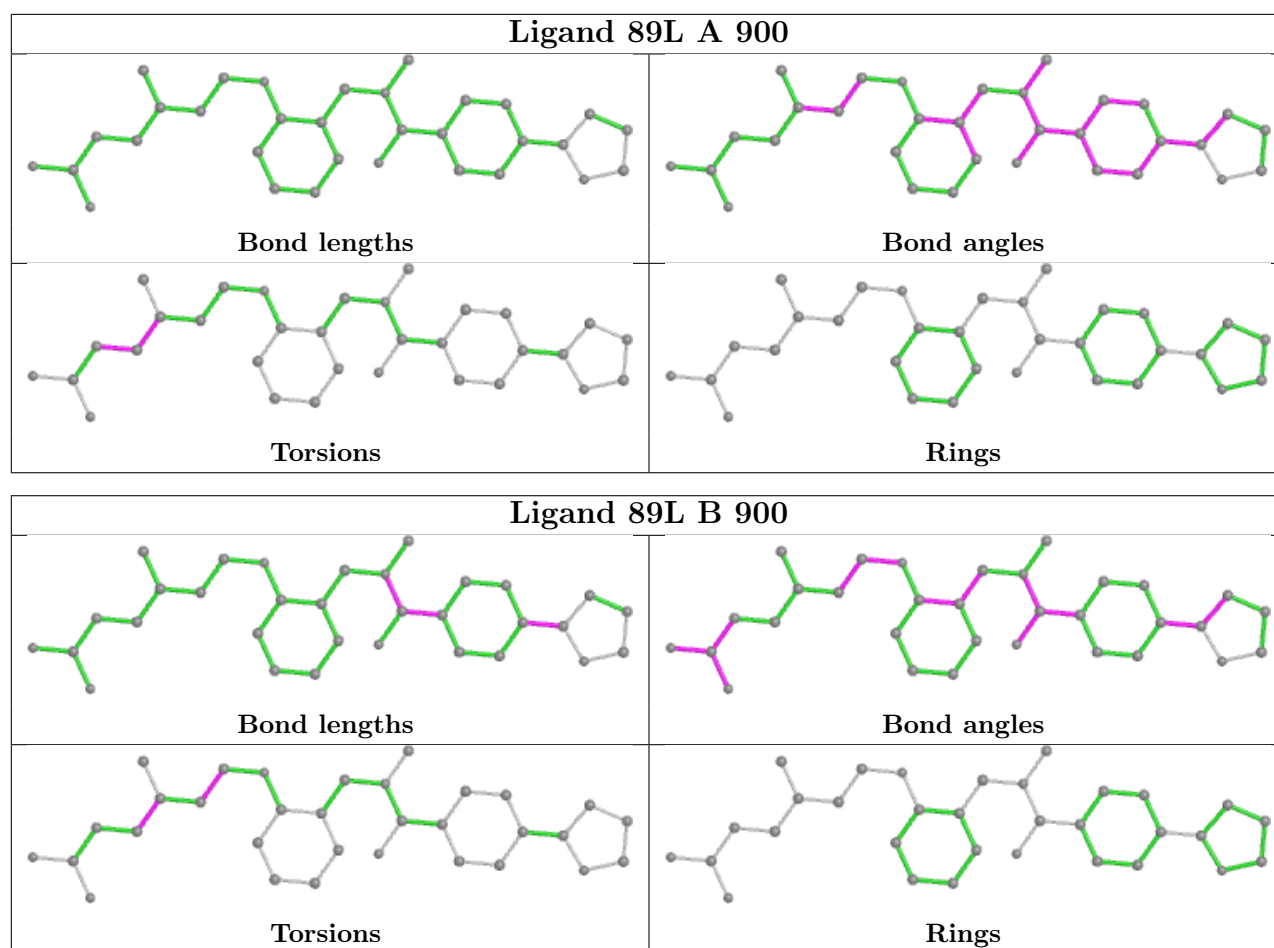 Ligand 89L A 900
Bond lengths
Bond angles
Torsions
Rings
Ligand 89L B 900
Bond lengths
Bond angles
Torsions
Rings